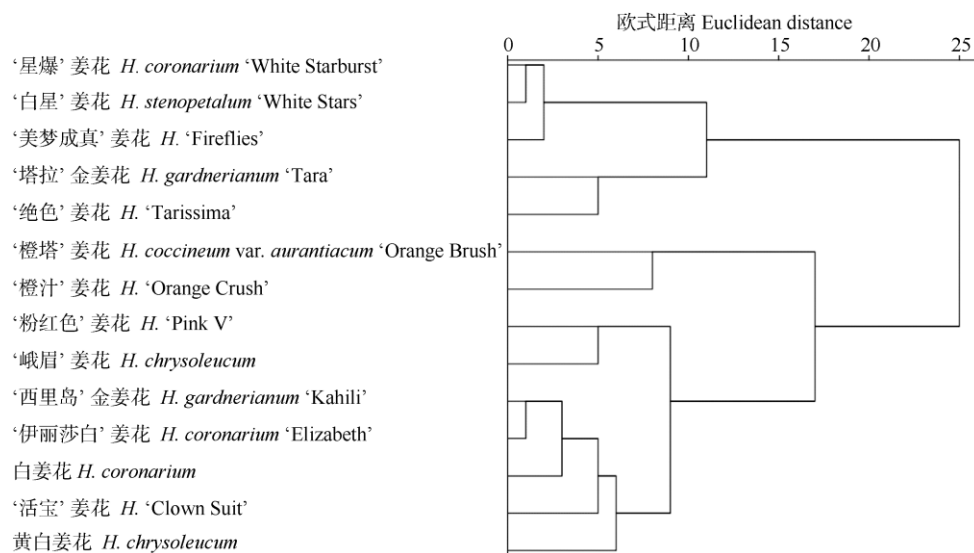 欧式距离 Euclidean distance
0 5 10 15 20 25
‘星爆’ 姜花 H. coronarium ‘White Starburst’
‘白星’ 姜花 H. stenopetalum ‘White Stars’
‘美梦成真’ 姜花 H. ‘Fireflies’
‘塔拉’ 金姜花 H. gardnerianum ‘Tara’
‘绝色’ 姜花 H. ‘Tarissima’
‘橙塔’ 姜花 H. coccineum var. aurantiacum ‘Orange Brush’
‘橙汁’ 姜花 H. ‘Orange Crush’
‘粉红色’ 姜花 H. ‘Pink V’
‘峨眉’ 姜花 H. chrysoleucum
‘西里岛’ 金姜花 H. gardnerianum ‘Kahili’
‘伊丽莎白’ 姜花 H. coronarium ‘Elizabeth’
白姜花 H. coronarium
‘活宝’ 姜花 H. ‘Clown Suit’
黄白姜花 H. chrysoleucum